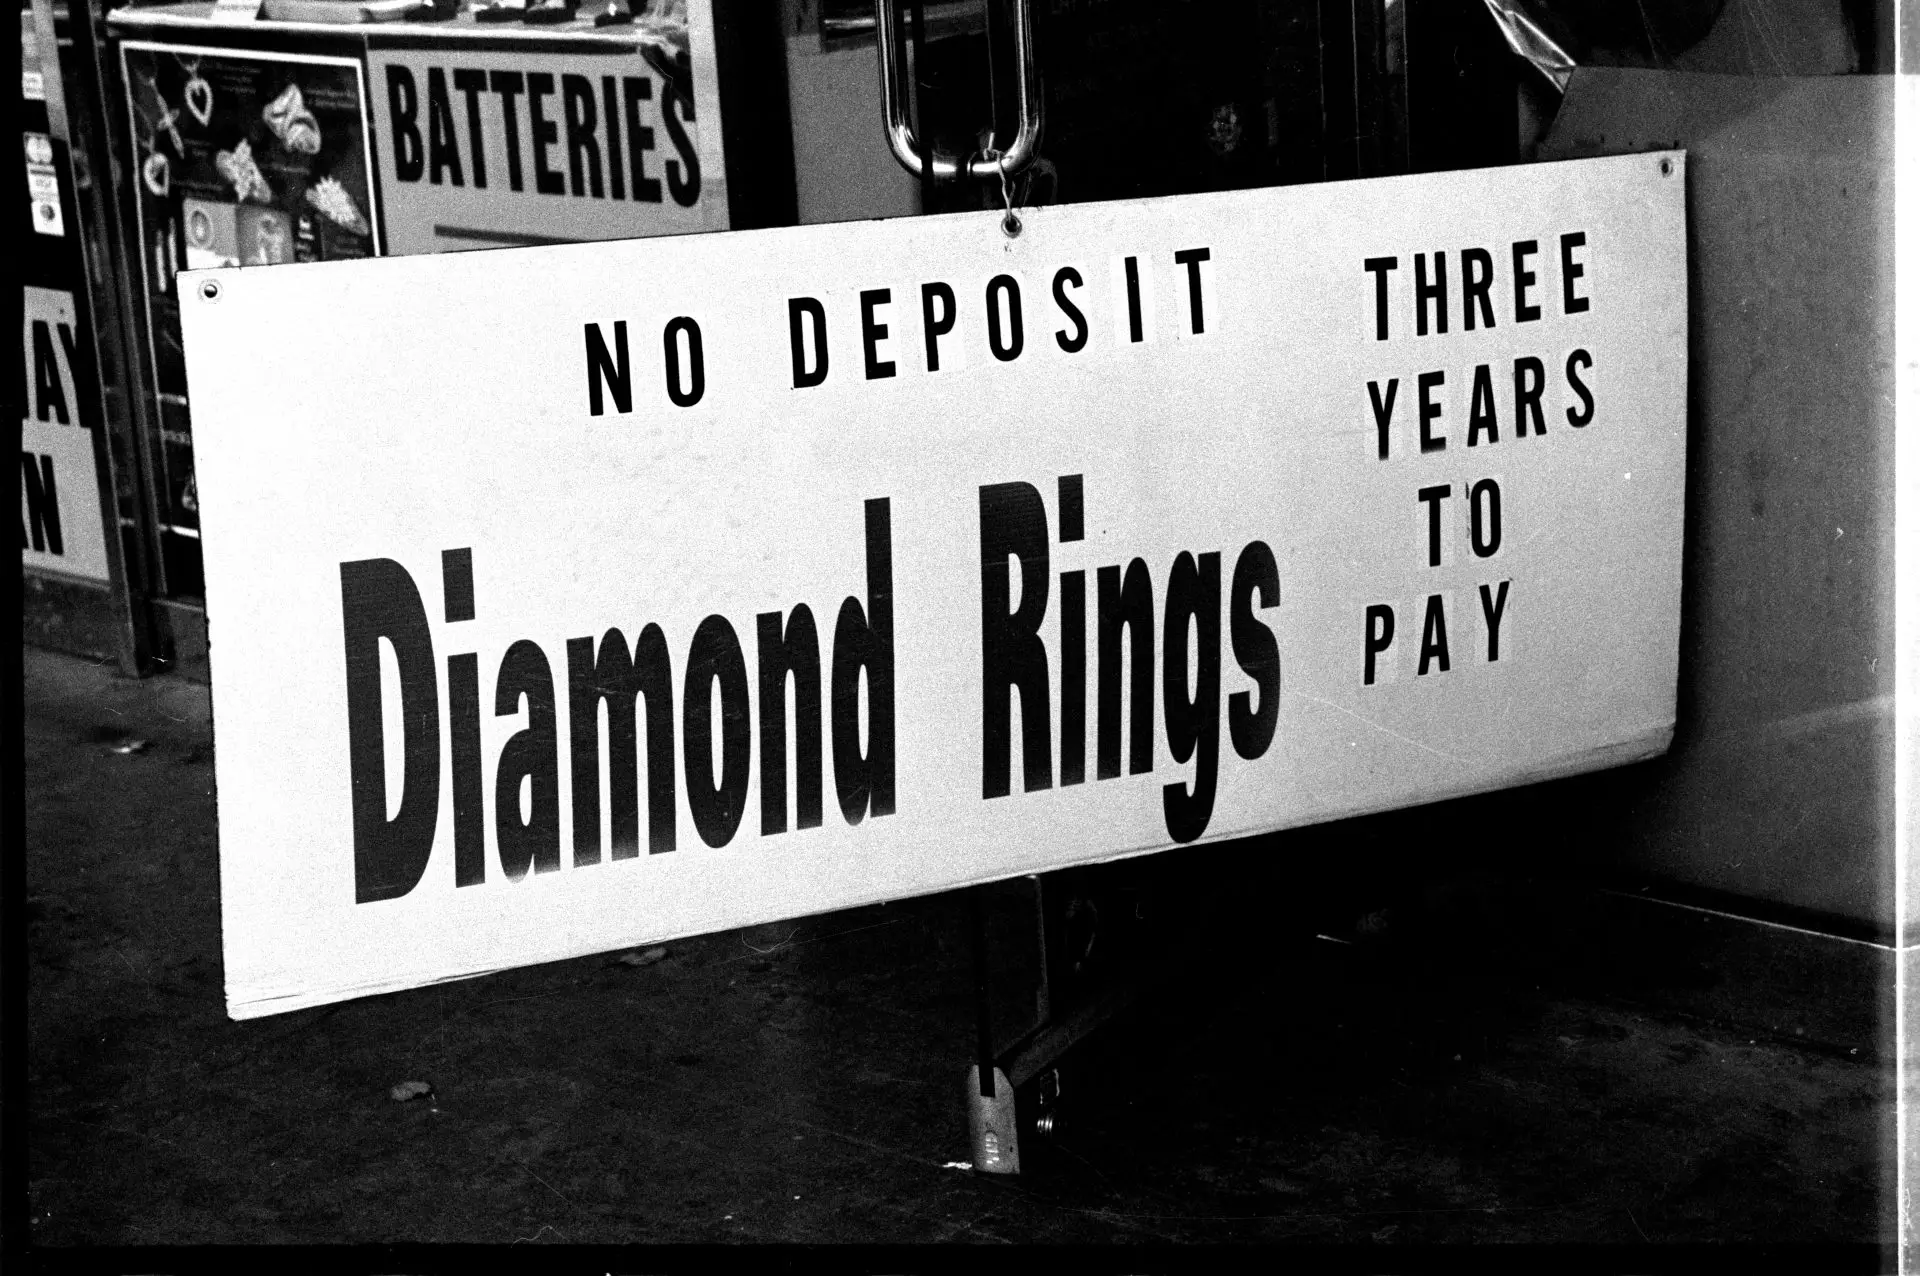 BATTERIES
NO DEPOSIT
Diamond Rings
THREE
YEARS
TO
PAY